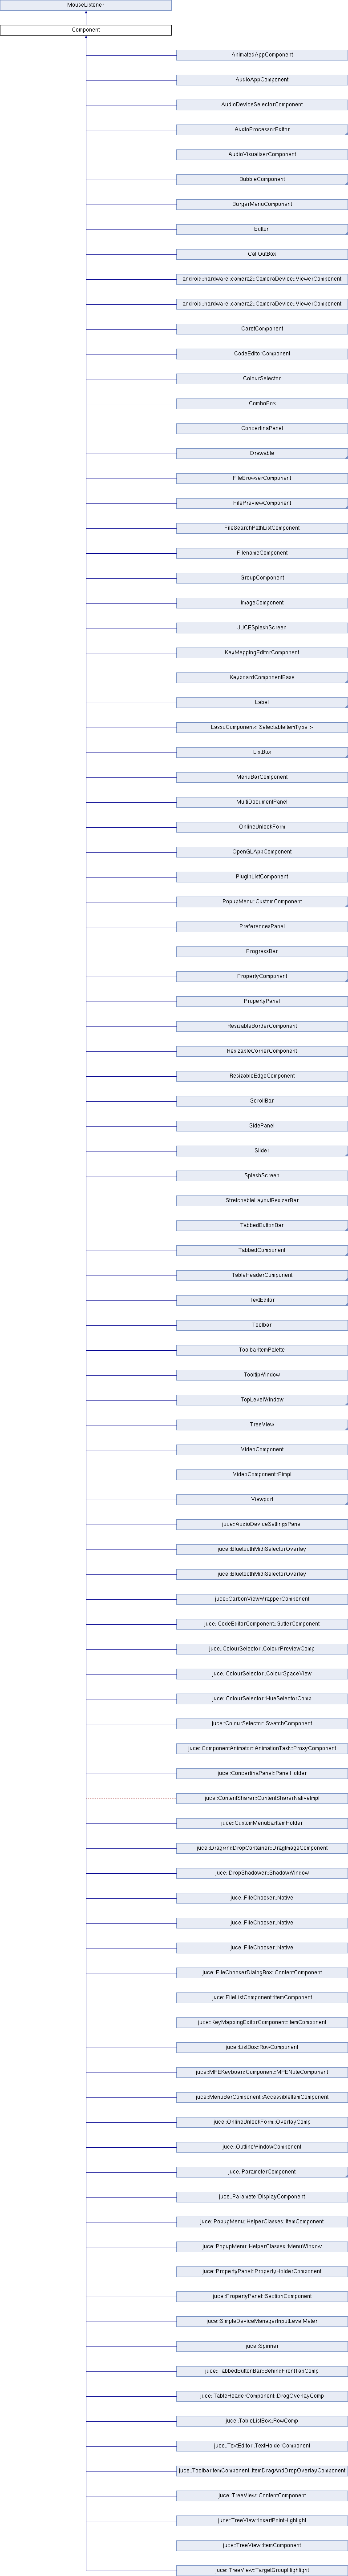 MouseListener
Component
AnimatedAppComponent
AudioAppComponent
AudioDeviceSelectorComponent
AudioProcessorEditor
AudioVisualiserComponent
BubbleComponent
BurgerMenuComponent
Button
CallOutBox
android::hardware::camera2::CameraDevice::ViewerComponent
android::hardware::camera2::CameraDevice::ViewerComponent
CaretComponent
CodeEditorComponent
ColourSelector
ComboBox
ConcertinaPanel
Drawable
FileBrowserComponent
FilePreviewComponent
FileSearchPathListComponent
FilenameComponent
GroupComponent
ImageComponent
JUCESplashScreen
KeyMappingEditorComponent
KeyboardComponentBase
Label
LassoComponent< SelectableItemType >
ListBox
MenuBarComponent
MultiDocumentPanel
OnlineUnlockForm
OpenGLAppComponent
PluginListComponent
PopupMenu::CustomComponent
PreferencesPanel
ProgressBar
PropertyComponent
PropertyPanel
ResizableBorderComponent
ResizableCornerComponent
ResizableEdgeComponent
ScrollBar
SidePanel
Slider
SplashScreen
StretchableLayoutResizerBar
TabbedButtonBar
TabbedComponent
TableHeaderComponent
TextEditor
Toolbar
ToolbarItemPalette
TooltipWindow
TopLevelWindow
TreeView
VideoComponent
VideoComponent::Pimpl
Viewport
juce::AudioDeviceSettingsPanel
juce::BluetoothMidiSelectorOverlay
juce::BluetoothMidiSelectorOverlay
juce::CarbonViewWrapperComponent
juce::CodeEditorComponent::GutterComponent
juce::ColourSelector::ColourPreviewComp
juce::ColourSelector::ColourSpaceView
juce::ColourSelector::HueSelectorComp
juce::ColourSelector::SwatchComponent
juce::ComponentAnimator::AnimationTask::ProxyComponent
juce::ConcertinaPanel::PanelHolder
juce::ContentSharer::ContentSharerNativeImpl
juce::CustomMenuBarItemHolder
juce::DragAndDropContainer::DragImageComponent
juce::DropShadower::ShadowWindow
juce::FileChooser::Native
juce::FileChooser::Native
juce::FileChooser::Native
juce::FileChooserDialogBox::ContentComponent
juce::FileListComponent::ItemComponent
juce::KeyMappingEditorComponent::ItemComponent
juce::ListBox::RowComponent
juce::MPEKeyboardComponent::MPENoteComponent
juce::MenuBarComponent::AccessibleItemComponent
juce::OnlineUnlockForm::OverlayComp
juce::OutlineWindowComponent
juce::ParameterComponent
juce::ParameterDisplayComponent
juce::PopupMenu::HelperClasses::ItemComponent
juce::PopupMenu::HelperClasses::MenuWindow
juce::PropertyPanel::PropertyHolderComponent
juce::PropertyPanel::SectionComponent
juce::SimpleDeviceManagerInputLevelMeter
juce::Spinner
juce::TabbedButtonBar::BehindFrontTabComp
juce::TableHeaderComponent::DragOverlayComp
juce::TableListBox::RowComp
juce::TextEditor::TextHolderComponent
juce::ToolbarItemComponent::ItemDragAndDropOverlayComponent
juce::TreeView::ContentComponent
juce::TreeView::InsertPointHighlight
juce::TreeView::ItemComponent
juce::TreeView::TargetGroupHighlight